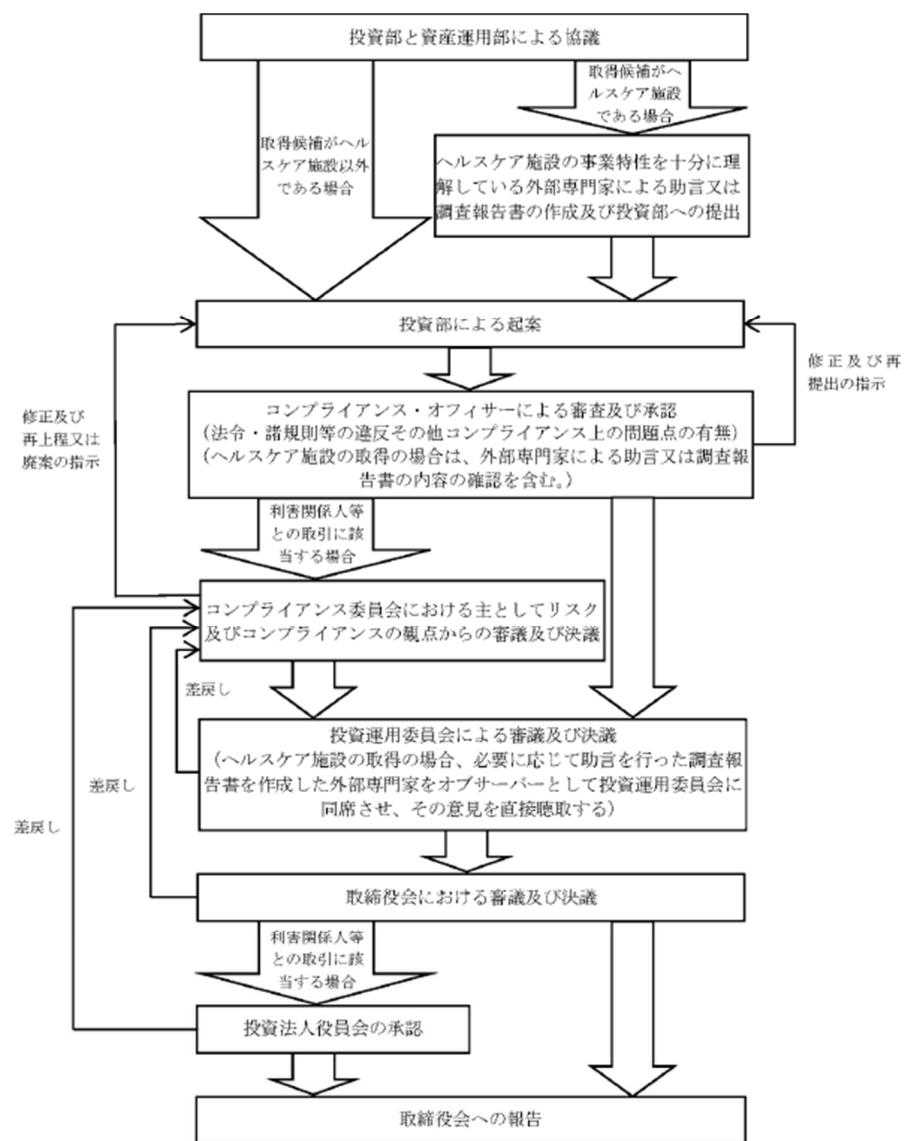 投資部と資産運用部による協議
取得候補がヘ
ルスケア施設
である場合
取得候補がヘル
スケア施設以外
である場合
ヘルスケア施設の事業特性を十分に理
解している外部専門家による助言又は
調査報告書の作成及び投資部への提出
投資部による起案
修正及び再
提出の指示
修正及び
再上程又は
廃案の指示
コンプライアンス・オフィサーによる審査及び承認
(法令・諸規則等の違反その他コンプライアンス上の問題点の有無)
(ヘルスケア施設の取得の場合は、外部専門家による助言又は調査報
告書の内容の確認を含む。)
利害関係人等
との取引に該
当する場合
コンプライアンス委員会における主としてリスク
及びコンプライアンスの観点からの審議及び決議
差戻し
投資運用委員会による審議及び決議
(ヘルスケア施設の取得の場合、必要に応じて助言を行った調査報
告書を作成した外部専門家をオブサーバーとして投資運用委員会に
同席させ、その意見を直接聴取する)
差戻し
差戻し
取締役会における審議及び決議
利害関係人等
との取引に該
当する場合
投資法人役員会の承認
取締役会への報告